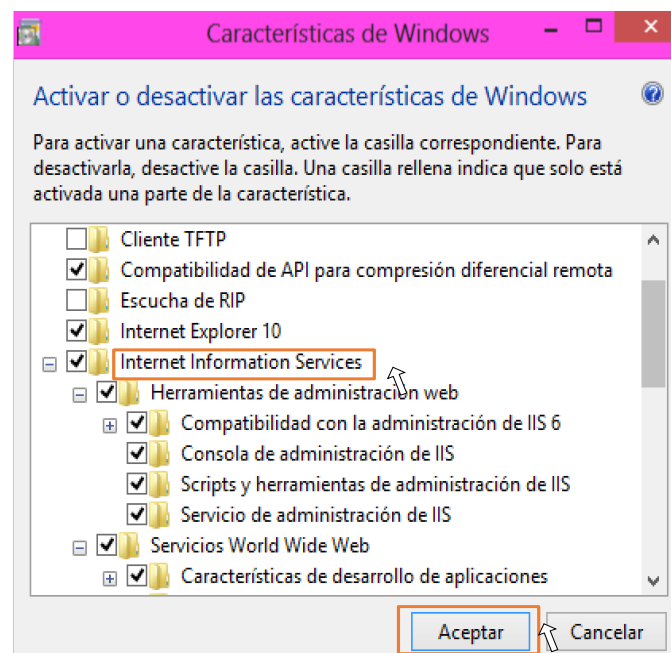 Características de Windows
Activar o desactivar las características de Windows
Para activar una característica, active la casilla correspondiente. Para
desactivarla, desactive la casilla. Una casilla rellena indica que solo está
activada una parte de la característica.
Cliente TFTP
Compatibilidad de API para compresión diferencial remota
Escucha de RIP
Internet Explorer 10
Internet Information Services
Herramientas de administración web
Compatibilidad con la administración de IIS 6
Consola de administración de IIS
Scripts y herramientas de administración de IIS
Servicio de administración de IIS
Servicios World Wide Web
Características de desarrollo de aplicaciones
Aceptar Cancelar